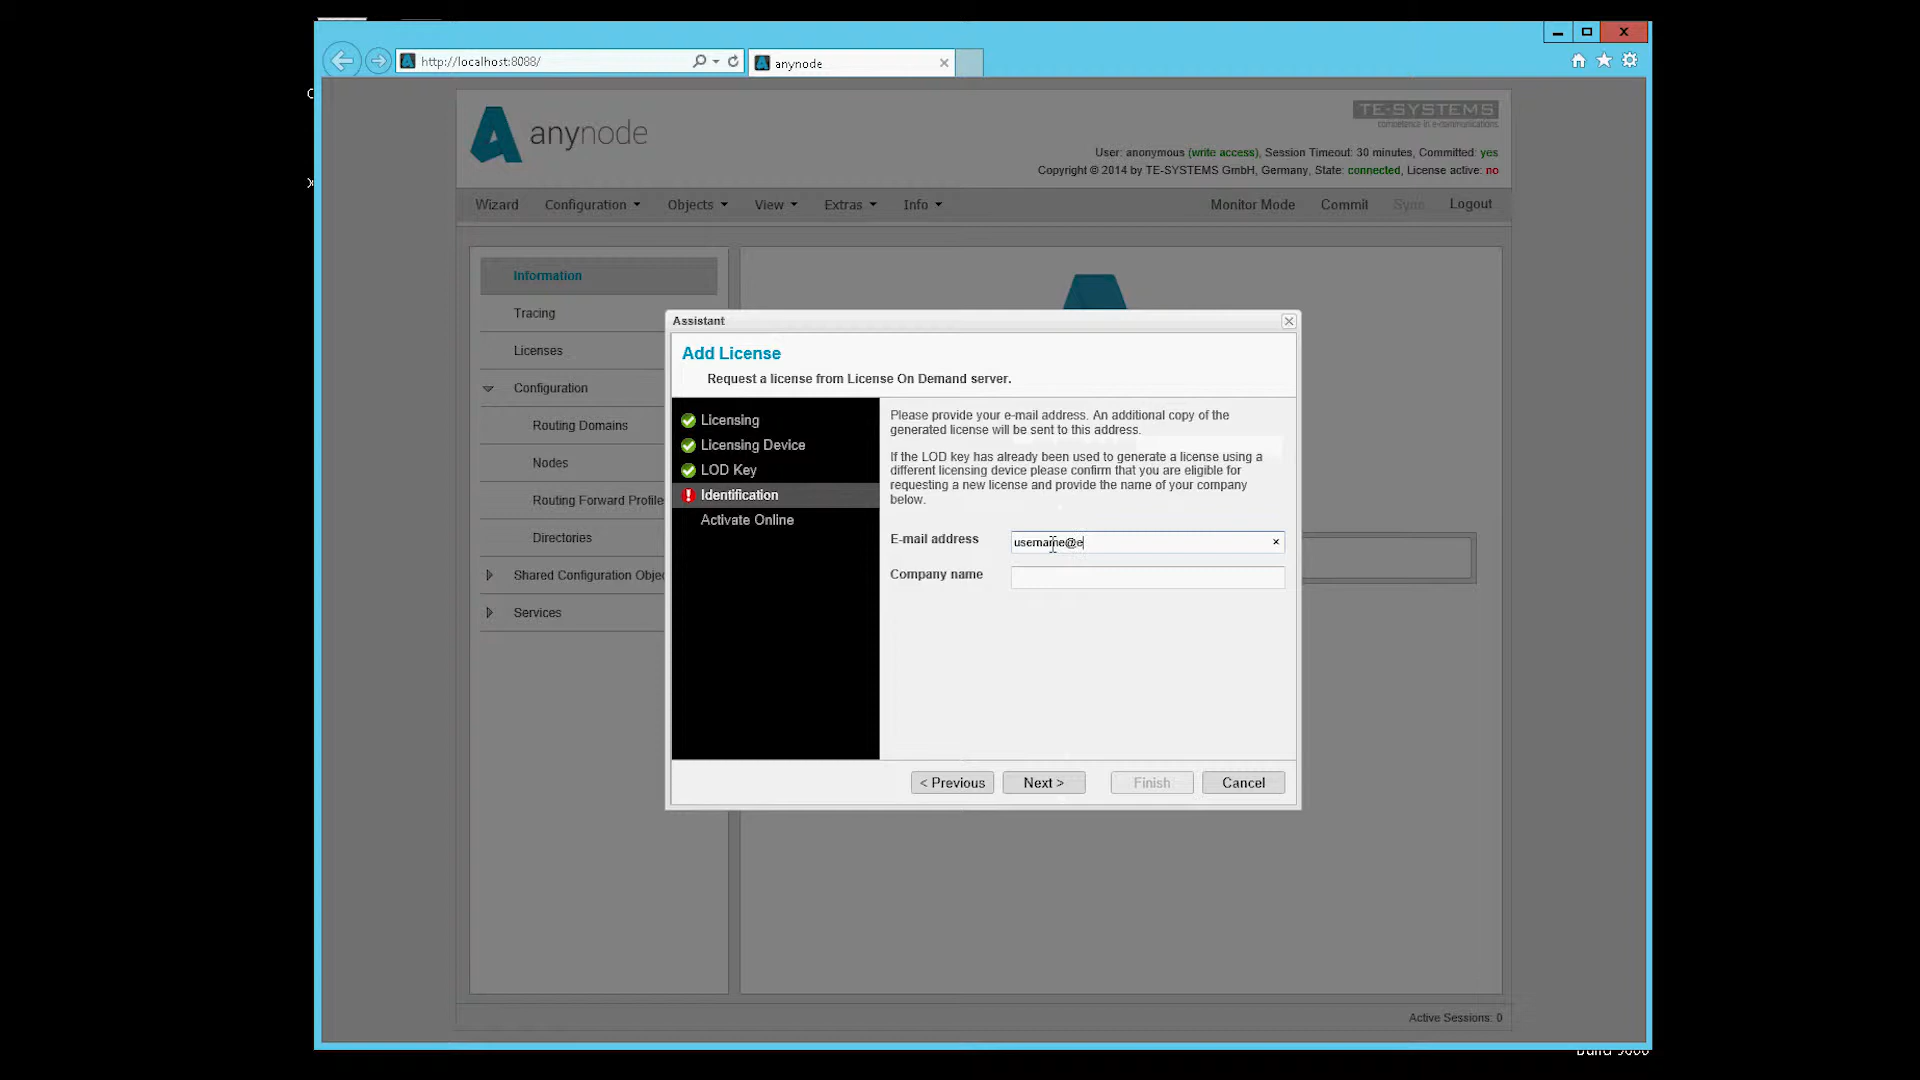 http://localhost:8088/
anynode
anynode
TE-SYSTEMS
competence in e-communications
User: anonymous (write access), Session Timeout: 30 minutes, Committed: yes
Copyright © 2014 by TE-SYSTEMS GmbH, Germany, State: connected, License active: no
Wizard Configuration Objects View Extras Info Monitor Mode Commit Sync Logout
Information
Tracing
Licenses
Configuration
Routing Domains
Nodes
Routing Forward Profile
Directories
Shared Configuration Objec
Services
Assistant
Add License
Request a license from License On Demand server.
Licensing
Licensing Device
LOD Key
Identification
Activate Online
Please provide your e-mail address. An additional copy of the
generated license will be sent to this address.
If the LOD key has already been used to generate a license using a
different licensing device please confirm that you are eligible for
requesting a new license and provide the name of your company
below.
E-mail address username@e
Company name
< Previous Next > Finish Cancel
Active Sessions: 0